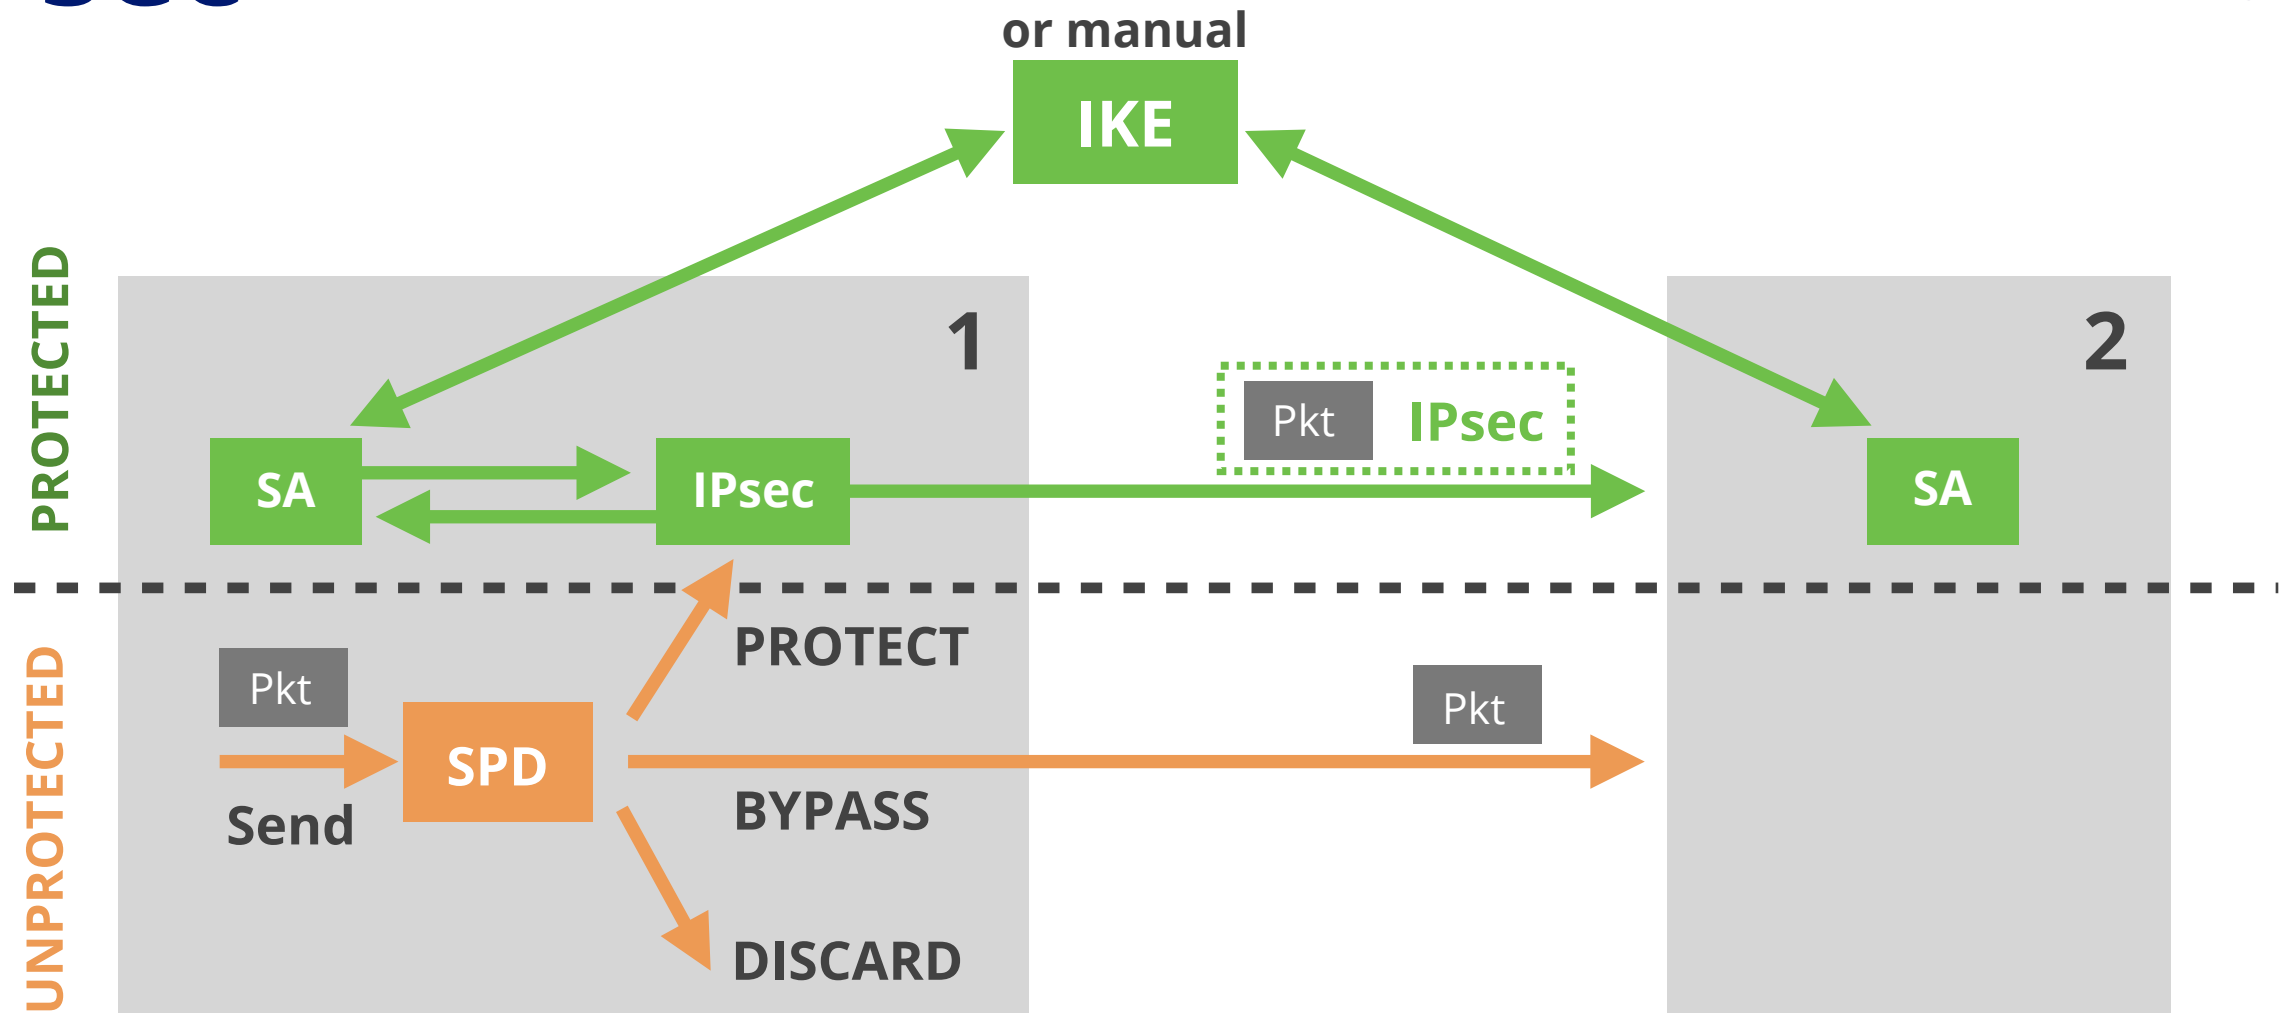 or manual
IKE
PROTECTED
1
2
Pkt IPsec
SA
IPsec
SA
PROTECT
UNPROTECTED
Pkt
Pkt
SPD
Send
BYPASS
DISCARD